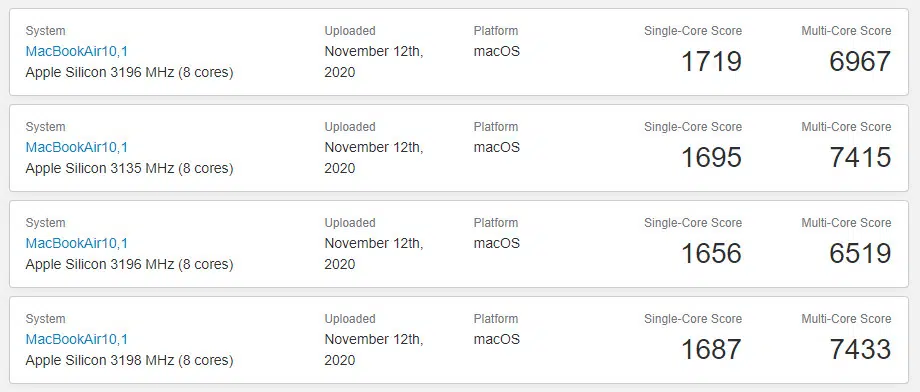 System Uploaded Platform Single-Core Score Multi-Core Score
MacBookAir10,1 November 12th, macOS 1719 6967
Apple Silicon 3196 MHz (8 cores) 2020
System Uploaded Platform Single-Core Score Multi-Core Score
MacBookAir10,1 November 12th, macOS 1695 7415
Apple Silicon 3135 MHz (8 cores) 2020
System Uploaded Platform Single-Core Score Multi-Core Score
MacBookAir10,1 November 12th, macOS 1656 6519
Apple Silicon 3196 MHz (8 cores) 2020
System Uploaded Platform Single-Core Score Multi-Core Score
MacBookAir10,1 November 12th, macOS 1687 7433
Apple Silicon 3198 MHz (8 cores) 2020